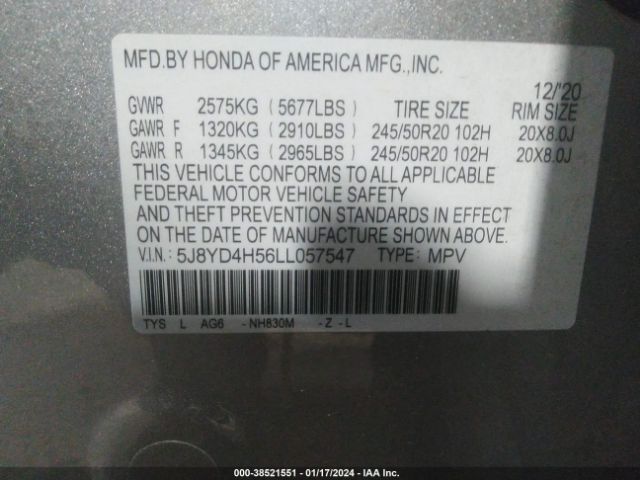 MFD.BY HONDA OF AMERICA MFG.,INC.
12/'20
GVWR 2575KG ( 5677LBS ) TIRE SIZE RIM SIZE
GAWR F 1320KG ( 2910LBS ) 245/50R20 102H 20X8.0J
GAWR R 1345KG ( 2965LBS ) 245/50R20 102H 20X8.0J
THIS VEHICLE CONFORMS TO ALL APPLICABLE
FEDERAL MOTOR VEHICLE SAFETY
AND THEFT PREVENTION STANDARDS IN EFFECT
ON THE DATE OF MANUFACTURE SHOWN ABOVE.
V.I.N: 5J8YD4H56LL057547 TYPE: MPV
TYS L AG6 -NH830M -Z -L
000-38521551 - 01/17/2024 - IAA Inc.